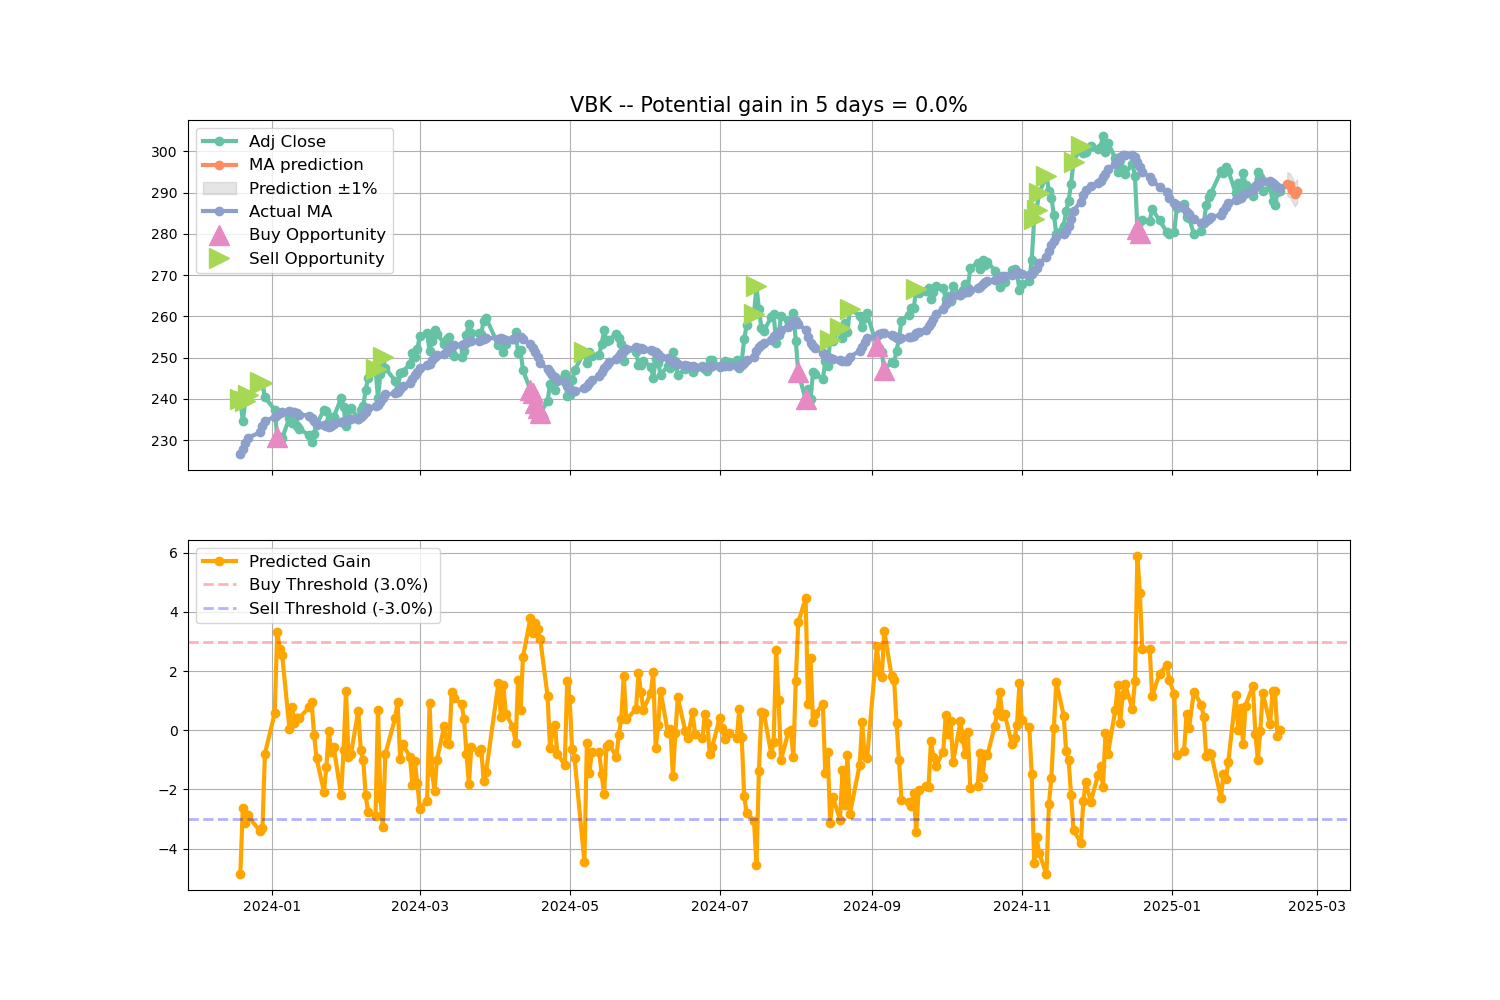 VBK -- Potential gain in 5 days = 0.0%
Adj Close
MA prediction
Prediction ±1%
Actual MA
Buy Opportunity
Sell Opportunity
300
290
280
270
260
250
240
230
Predicted Gain
Buy Threshold (3.0%)
Sell Threshold (-3.0%)
6
4
2
0
−2
−4
2024-01 2024-03 2024-05 2024-07 2024-09 2024-11 2025-01 2025-03